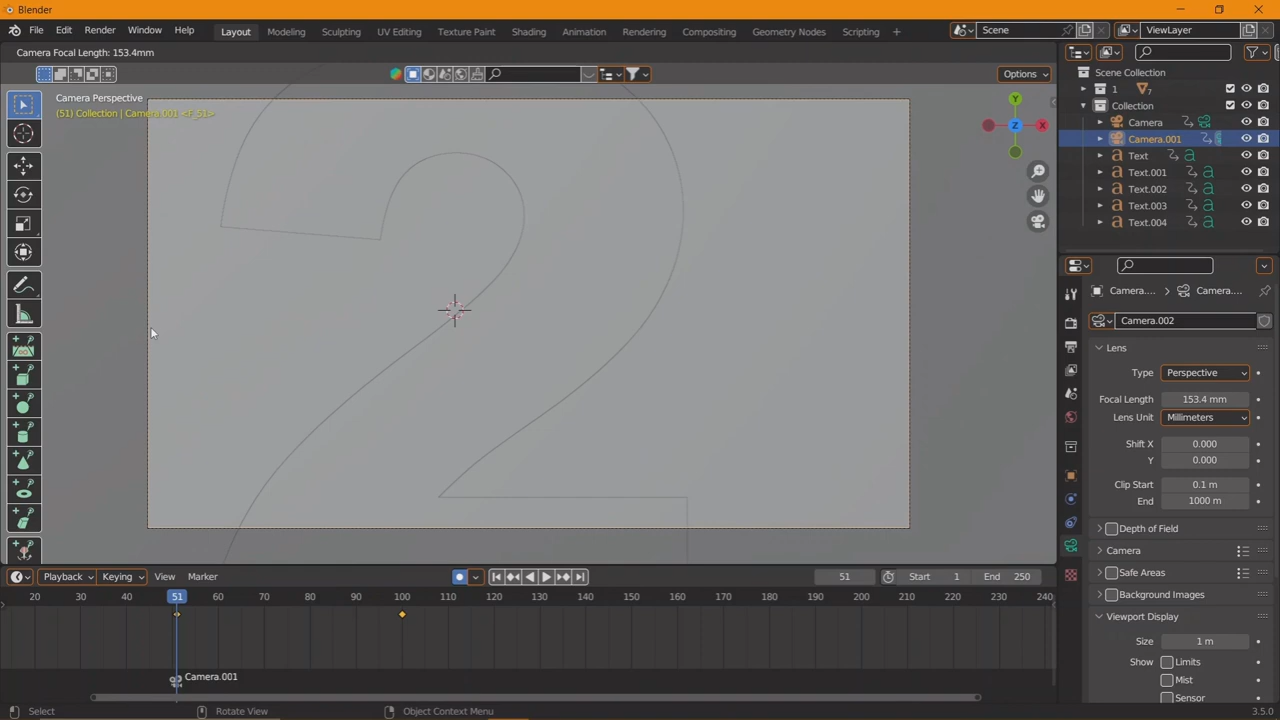 Blender
File Edit Render Window Help Layout Modeling Sculpting UV Editing Texture Paint Shading Animation Rendering Compositing Geometry Nodes Scripting + Scene ViewLayer
Camera Focal Length: 153.4mm
Options
Camera Perspective
(51) Collection | Camera.001 <F_51>
Y
Z X
2
Scene Collection
1 7
Collection
Camera
Camera.001
Text
Text.001
Text.002
Text.003
Text.004
Camera.... Camera....
Camera.002
Lens
Type Perspective
Focal Length 153.4 mm
Lens Unit Millimeters
Shift X 0.000
Y 0.000
Clip Start 0.1 m
End 1000 m
Depth of Field
Camera
Safe Areas
Background Images
Viewport Display
Size 1 m
Show Limits
Mist
Sensor
Playback Keying View Marker 51 Start 1 End 250
20 30 40 51 60 70 80 90 100 110 120 130 140 150 160 170 180 190 200 210 220 230 240
Camera.001
Select Rotate View Object Context Menu 3.5.0